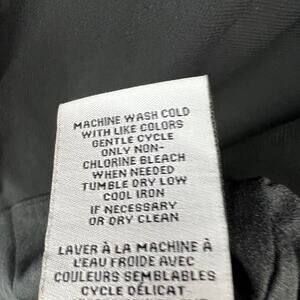 MACHINE WASH COLD
WITH LIKE COLORS
GENTLE CYCLE
ONLY NON-
CHLORINE BLEACH
WHEN NEEDED
TUMBLE DRY LOW
COOL IRON
IF NECESSARY
OR DRY CLEAN
LAVER À LA MACHINE À
L'EAU FROIDE AVEC
COULEURS SEMBLABLES
CYCLE DÉLICAT